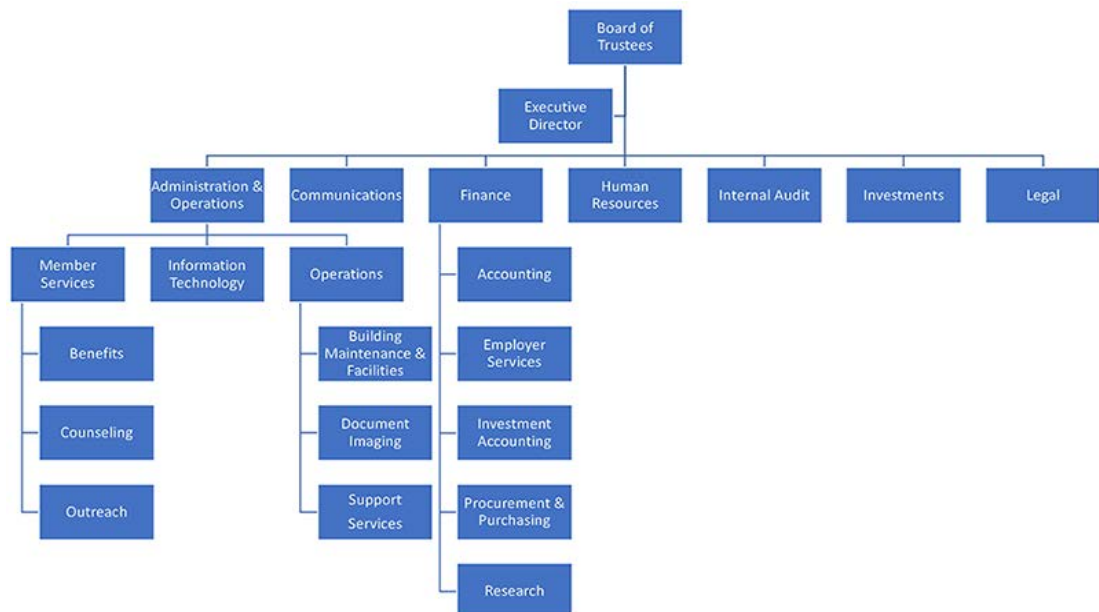 Board of
Trustees
Executive
Director
Administration &
Operations
Communications
Finance
Human
Resources
Internal Audit
Investments
Legal
Member
Services
Information
Technology
Operations
Accounting
Benefits
Building
Maintenance &
Facilities
Employer
Services
Counseling
Document
Imaging
Investment
Accounting
Outreach
Support
Services
Procurement &
Purchasing
Research